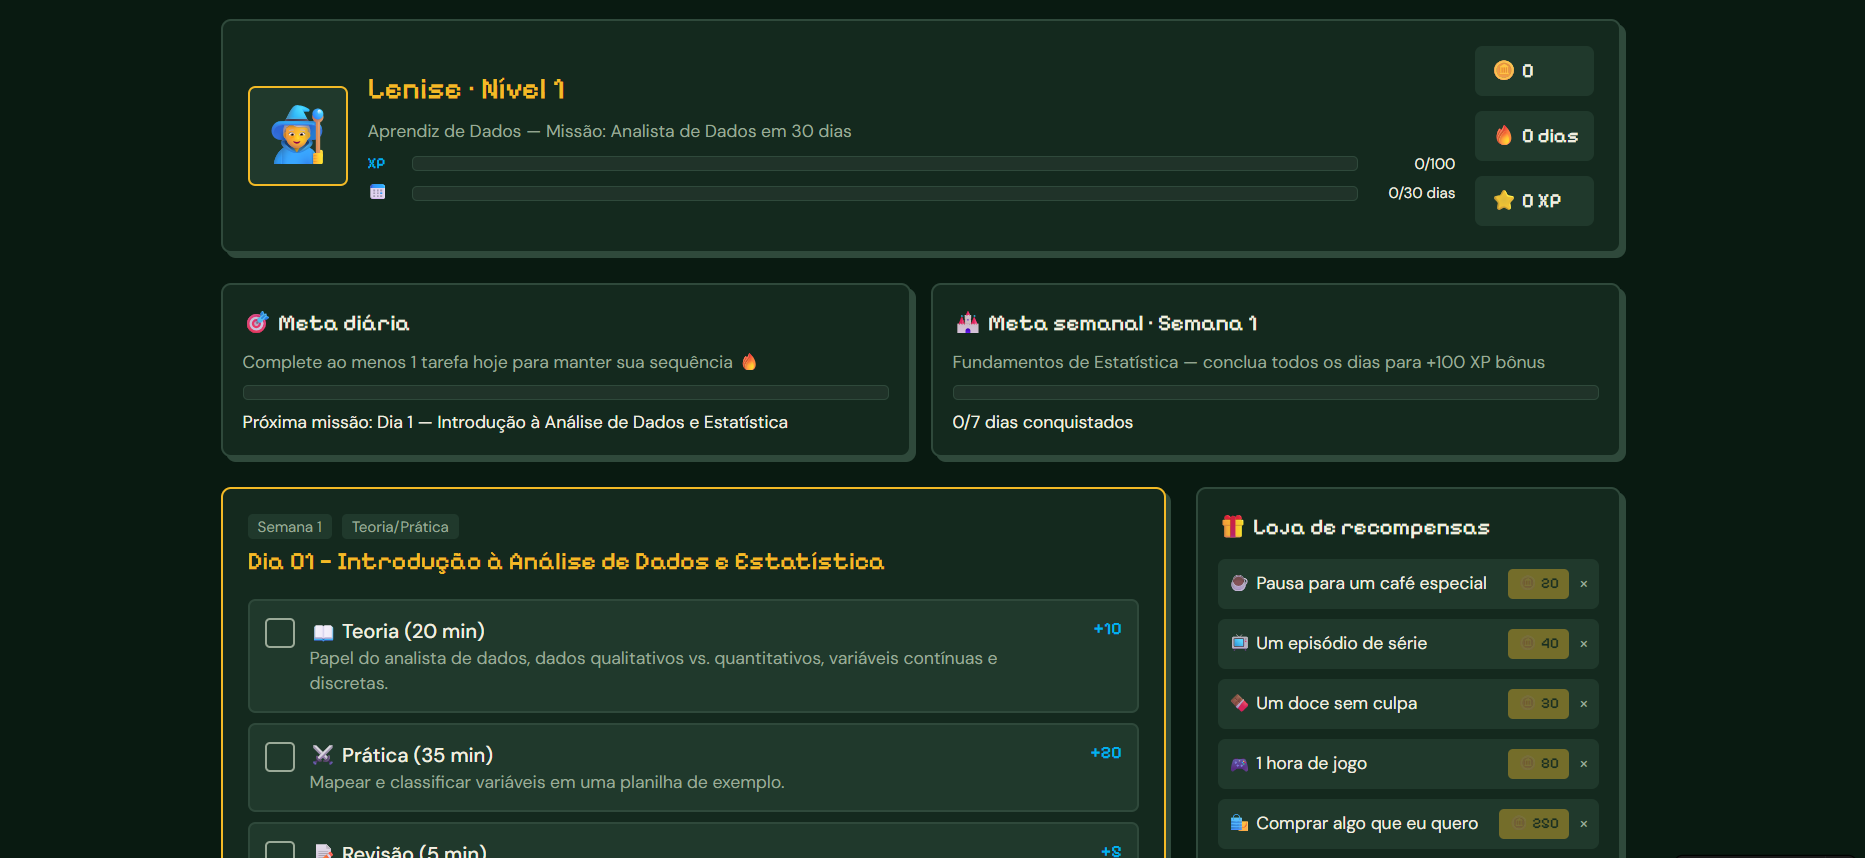 Lenise · Nível 1
Aprendiz de Dados — Missão: Analista de Dados em 30 dias
XP
0/100
0/30 dias
0
0 dias
0 XP
Meta diária
Complete ao menos 1 tarefa hoje para manter sua sequência
Próxima missão: Dia 1 — Introdução à Análise de Dados e Estatística
Meta semanal · Semana 1
Fundamentos de Estatística — conclua todos os dias para +100 XP bônus
0/7 dias conquistados
Semana 1
Teoria/Prática
Dia 01 - Introdução à Análise de Dados e Estatística
Teoria (20 min)
+10
Papel do analista de dados, dados qualitativos vs. quantitativos, variáveis contínuas e
discretas.
Prática (35 min)
+20
Mapear e classificar variáveis em uma planilha de exemplo.
Revisão (5 min)
+5
Loja de recompensas
Pausa para um café especial
20
×
Um episódio de série
40
×
Um doce sem culpa
30
×
1 hora de jogo
80
×
Comprar algo que eu quero
250
×